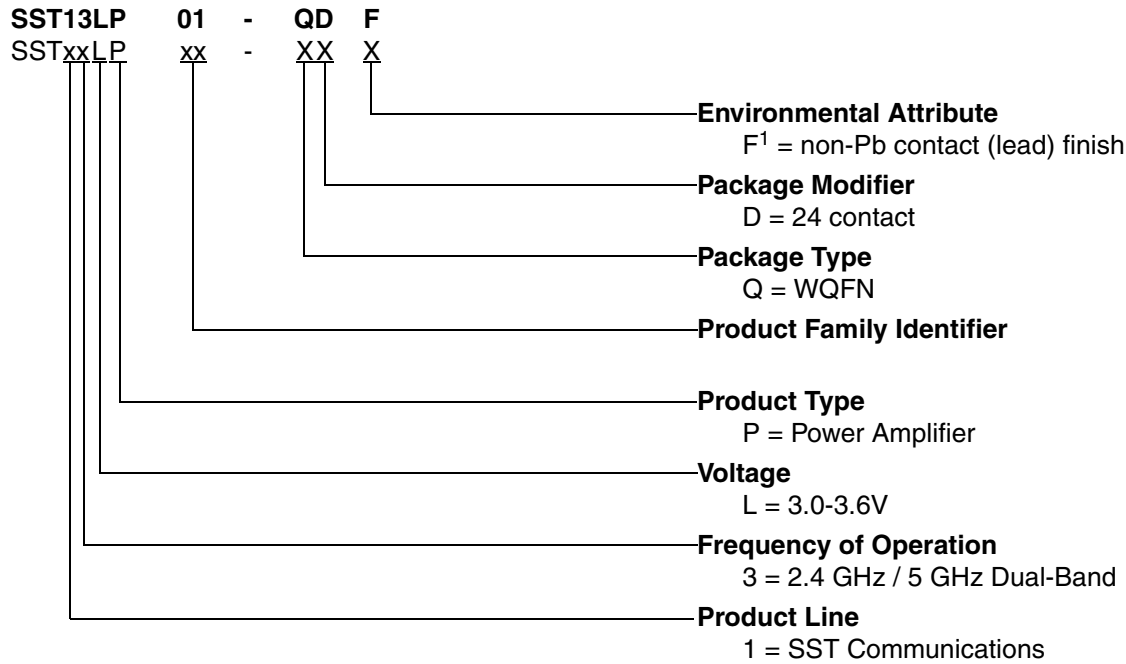 SST13LP 01 - QD F
SSTxxLP xx - XX X
Environmental Attribute
F¹ = non-Pb contact (lead) finish
Package Modifier
D = 24 contact
Package Type
Q = WQFN
Product Family Identifier
Product Type
P = Power Amplifier
Voltage
L = 3.0-3.6V
Frequency of Operation
3 = 2.4 GHz / 5 GHz Dual-Band
Product Line
1 = SST Communications